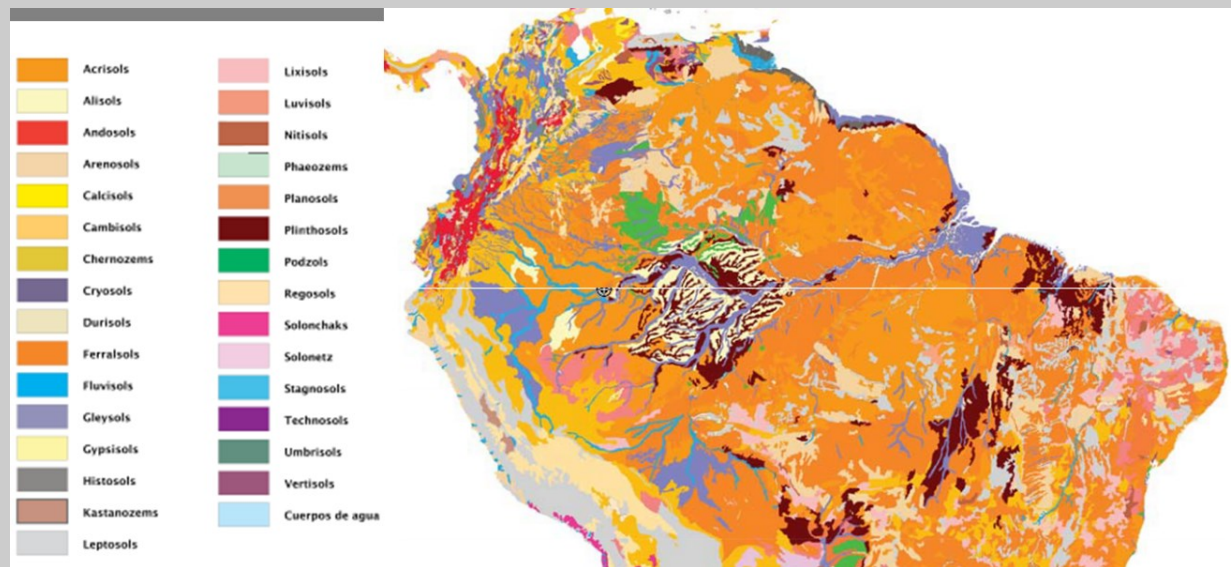 Acrisols
Alisols
Andosols
Arenosols
Calcisols
Cambisols
Chernozems
Cryosols
Durisols
Ferralsols
Fluvisols
Gleysols
Gypsisols
Histosols
Kastanozems
Leptosols
Lixisols
Luvisols
Nitisols
Phaeozems
Planosols
Plinthosols
Podzols
Regosols
Solonchaks
Solonetz
Stagnosols
Technosols
Umbrisols
Vertisols
Cuerpos de agua